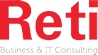 Reti
Business & IT Consulting